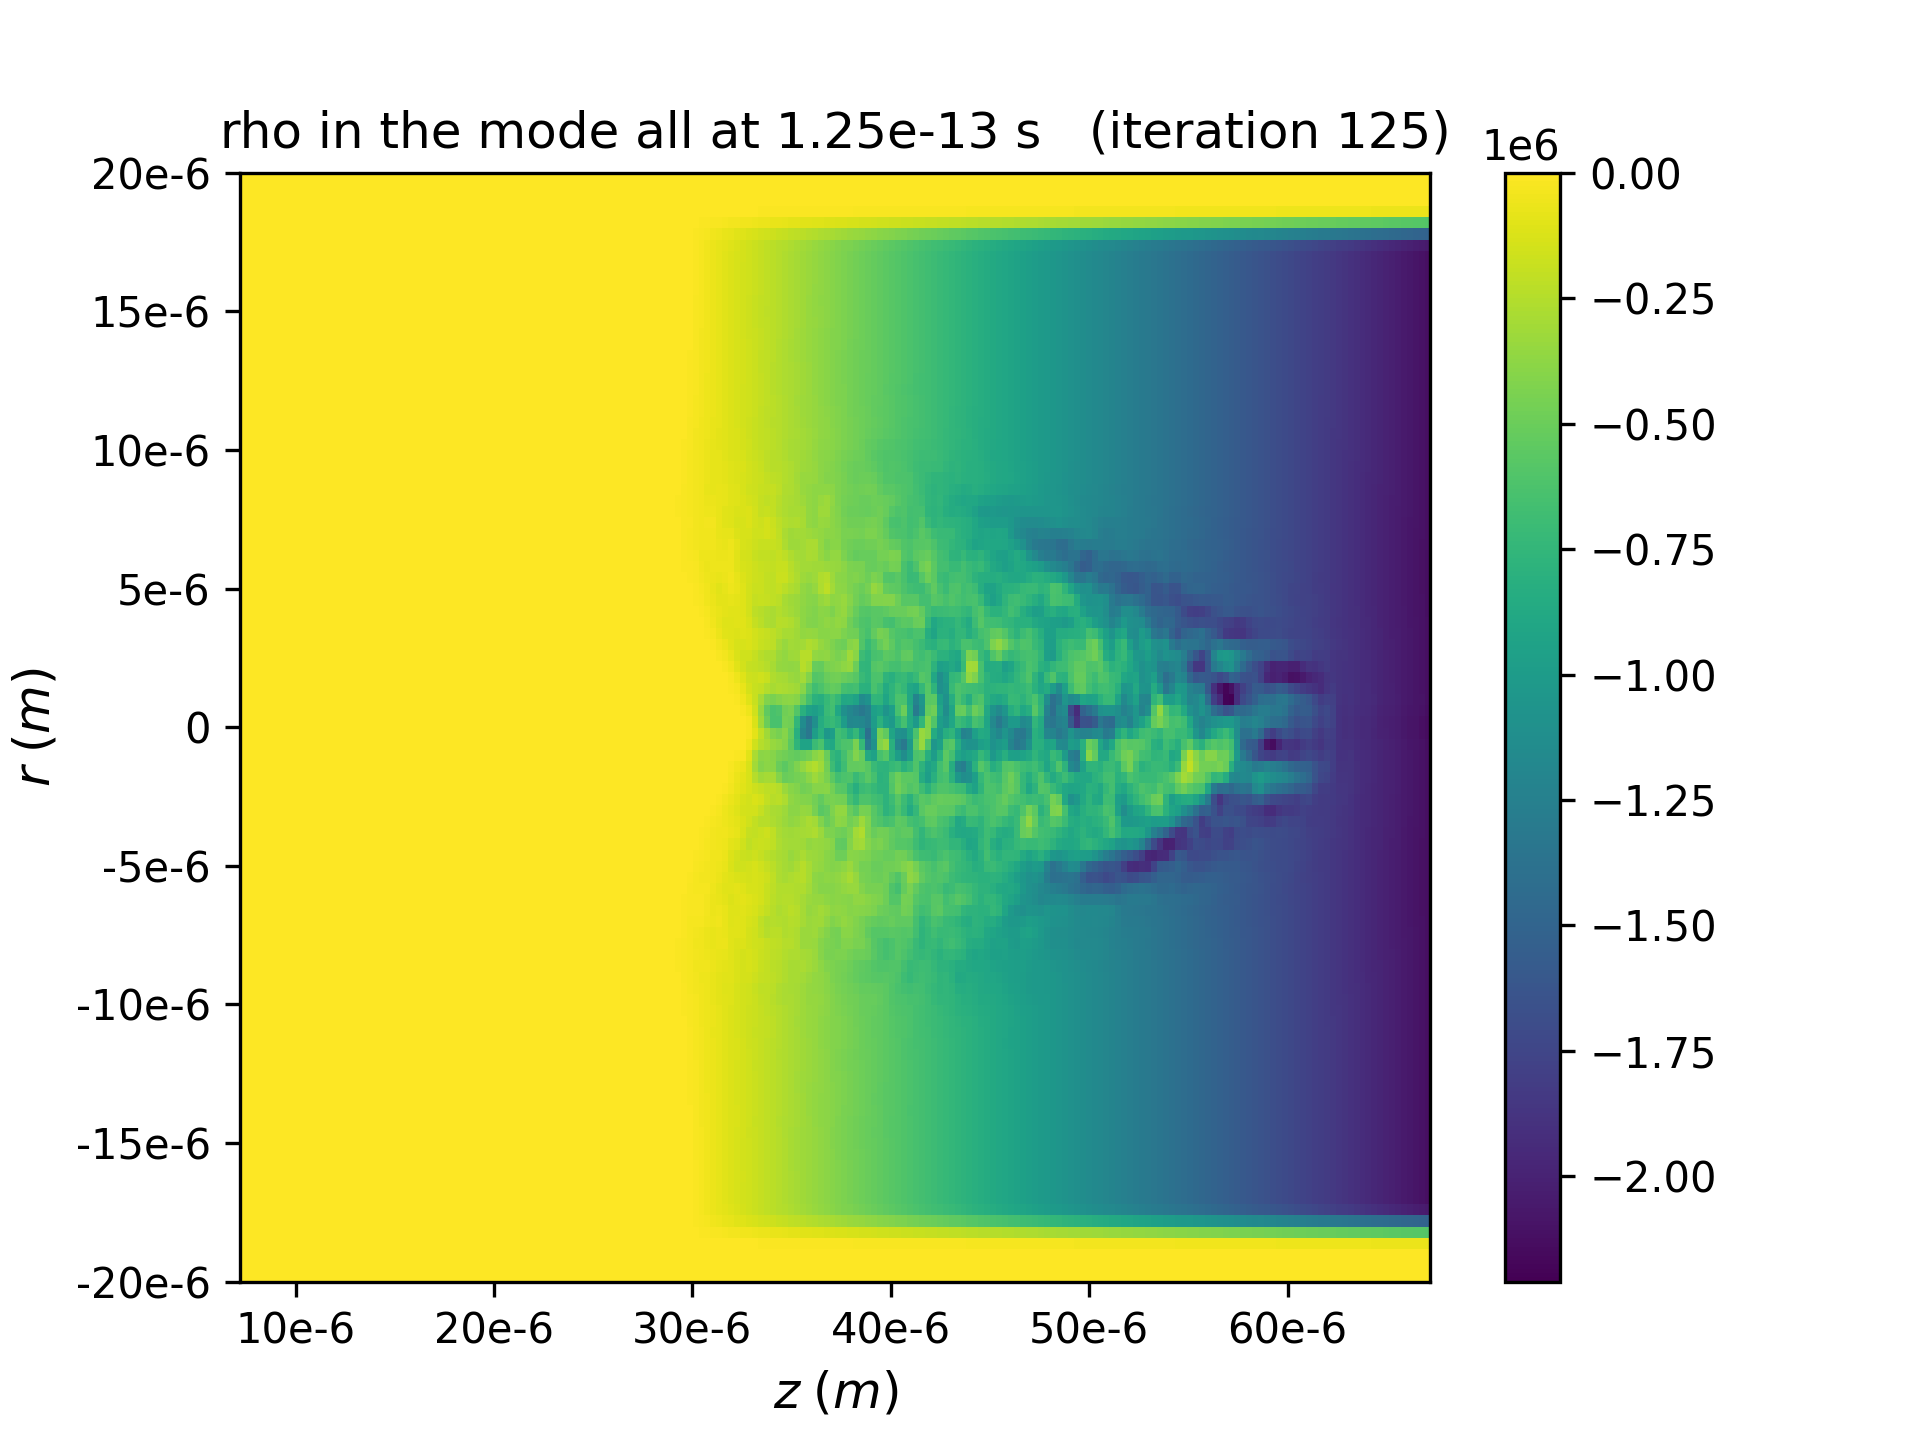 rho in the mode all at 1.25e-13 s   (iteration 125)
1e6
20e-6
15e-6
10e-6
5e-6
0
-5e-6
-10e-6
-15e-6
-20e-6
r (m)
10e-6 20e-6 30e-6 40e-6 50e-6 60e-6
z (m)
0.00
−0.25
−0.50
−0.75
−1.00
−1.25
−1.50
−1.75
−2.00